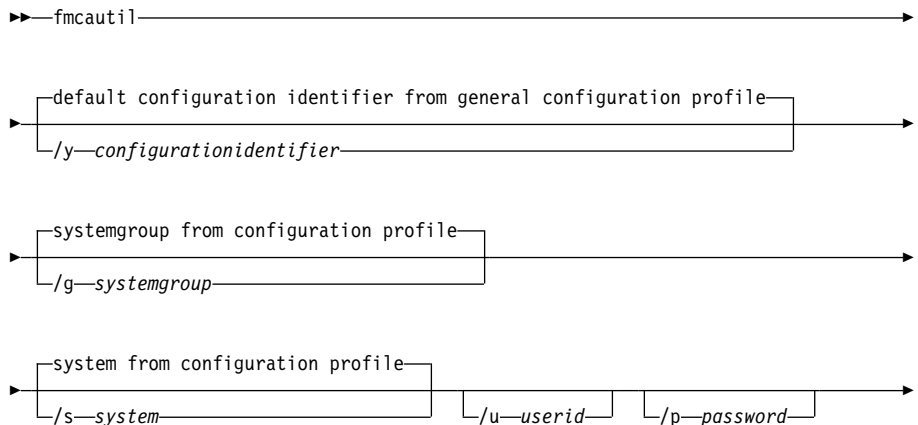 fmcautil
default configuration identifier from general configuration profile
/y configurationidentifier
systemgroup from configuration profile
/g systemgroup
system from configuration profile
/s system /u userid /p password